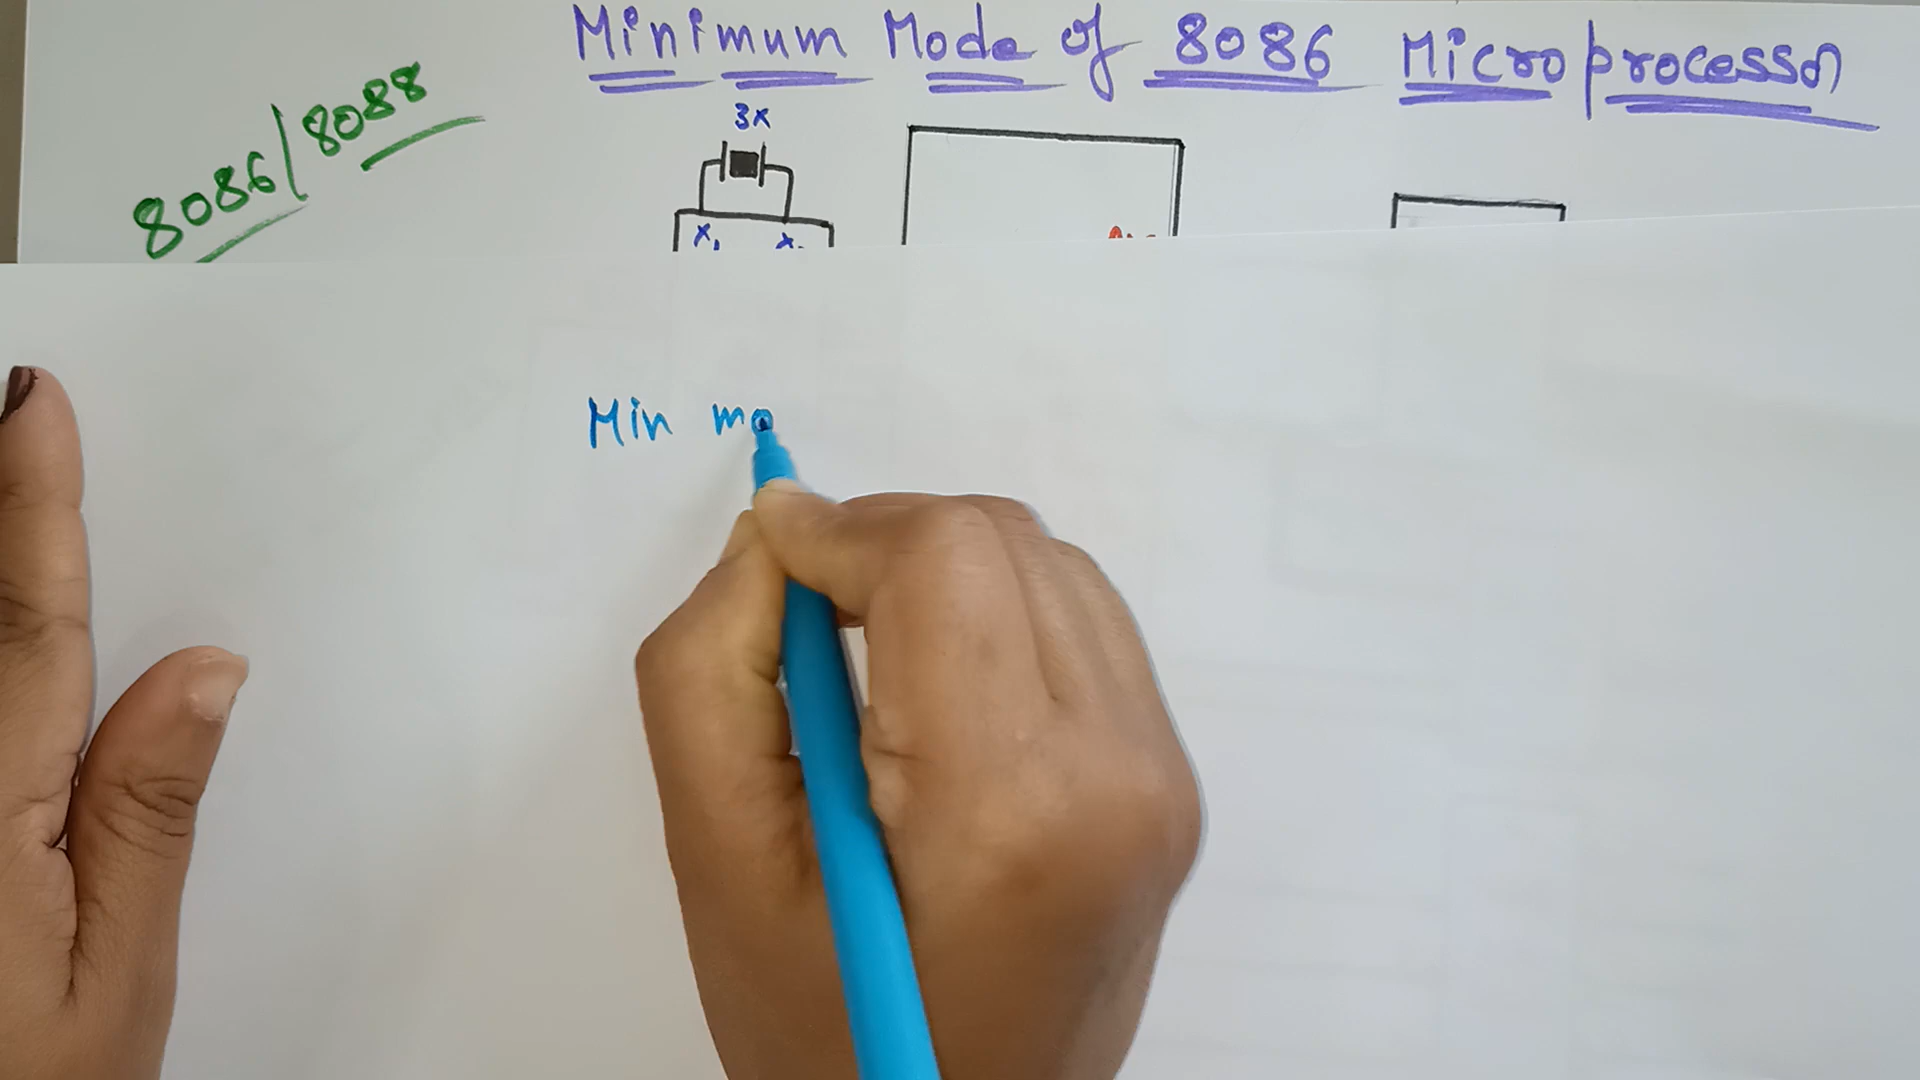 Minimum Mode of 8086 Microprocessor
8086/8088
3x
x1 x
Min mo